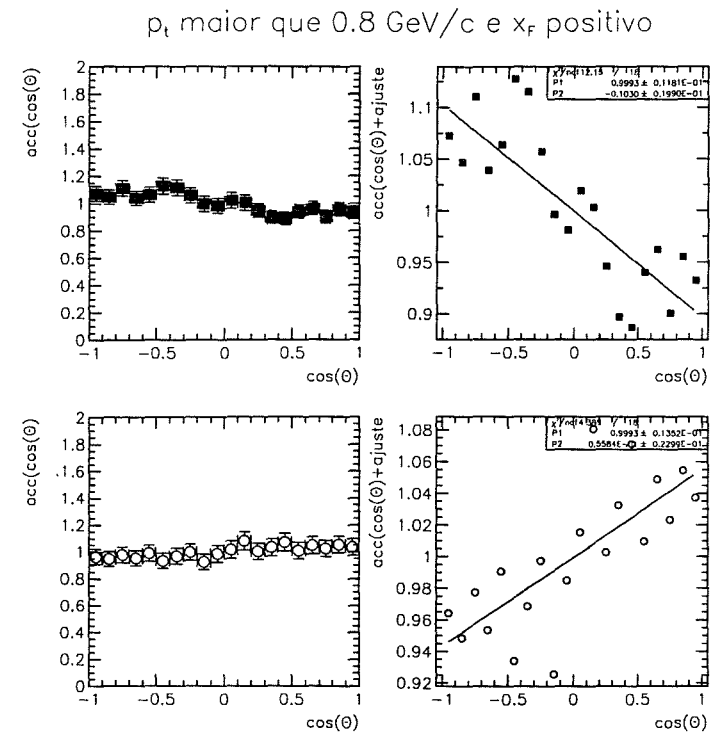 pt maior que 0.8 GeV/c e xF positivo
acc(cos(Θ)
2
1.8
1.6
1.4
1.2
1
0.8
0.6
0.4
0.2
0
-1 -0.5 0 0.5 1
cos(Θ)
acc(cos(Θ)+ajuste
P1 0.9993 ± 0.1181E-01
P2 -0.1030 ± 0.1990E-01
1.1
1.05
1
0.95
0.9
-1 -0.5 0 0.5 1
cos(Θ)
acc(cos(Θ)
2
1.8
1.6
1.4
1.2
1
0.8
0.6
0.4
0.2
0
-1 -0.5 0 0.5 1
cos(Θ)
acc(cos(Θ)+ajuste
P1 0.9993 ± 0.1352E-01
± 0.2299E-01
1.08
1.06
1.04
1.02
1
0.98
0.96
0.94
0.92
-1 -0.5 0 0.5 1
cos(Θ)